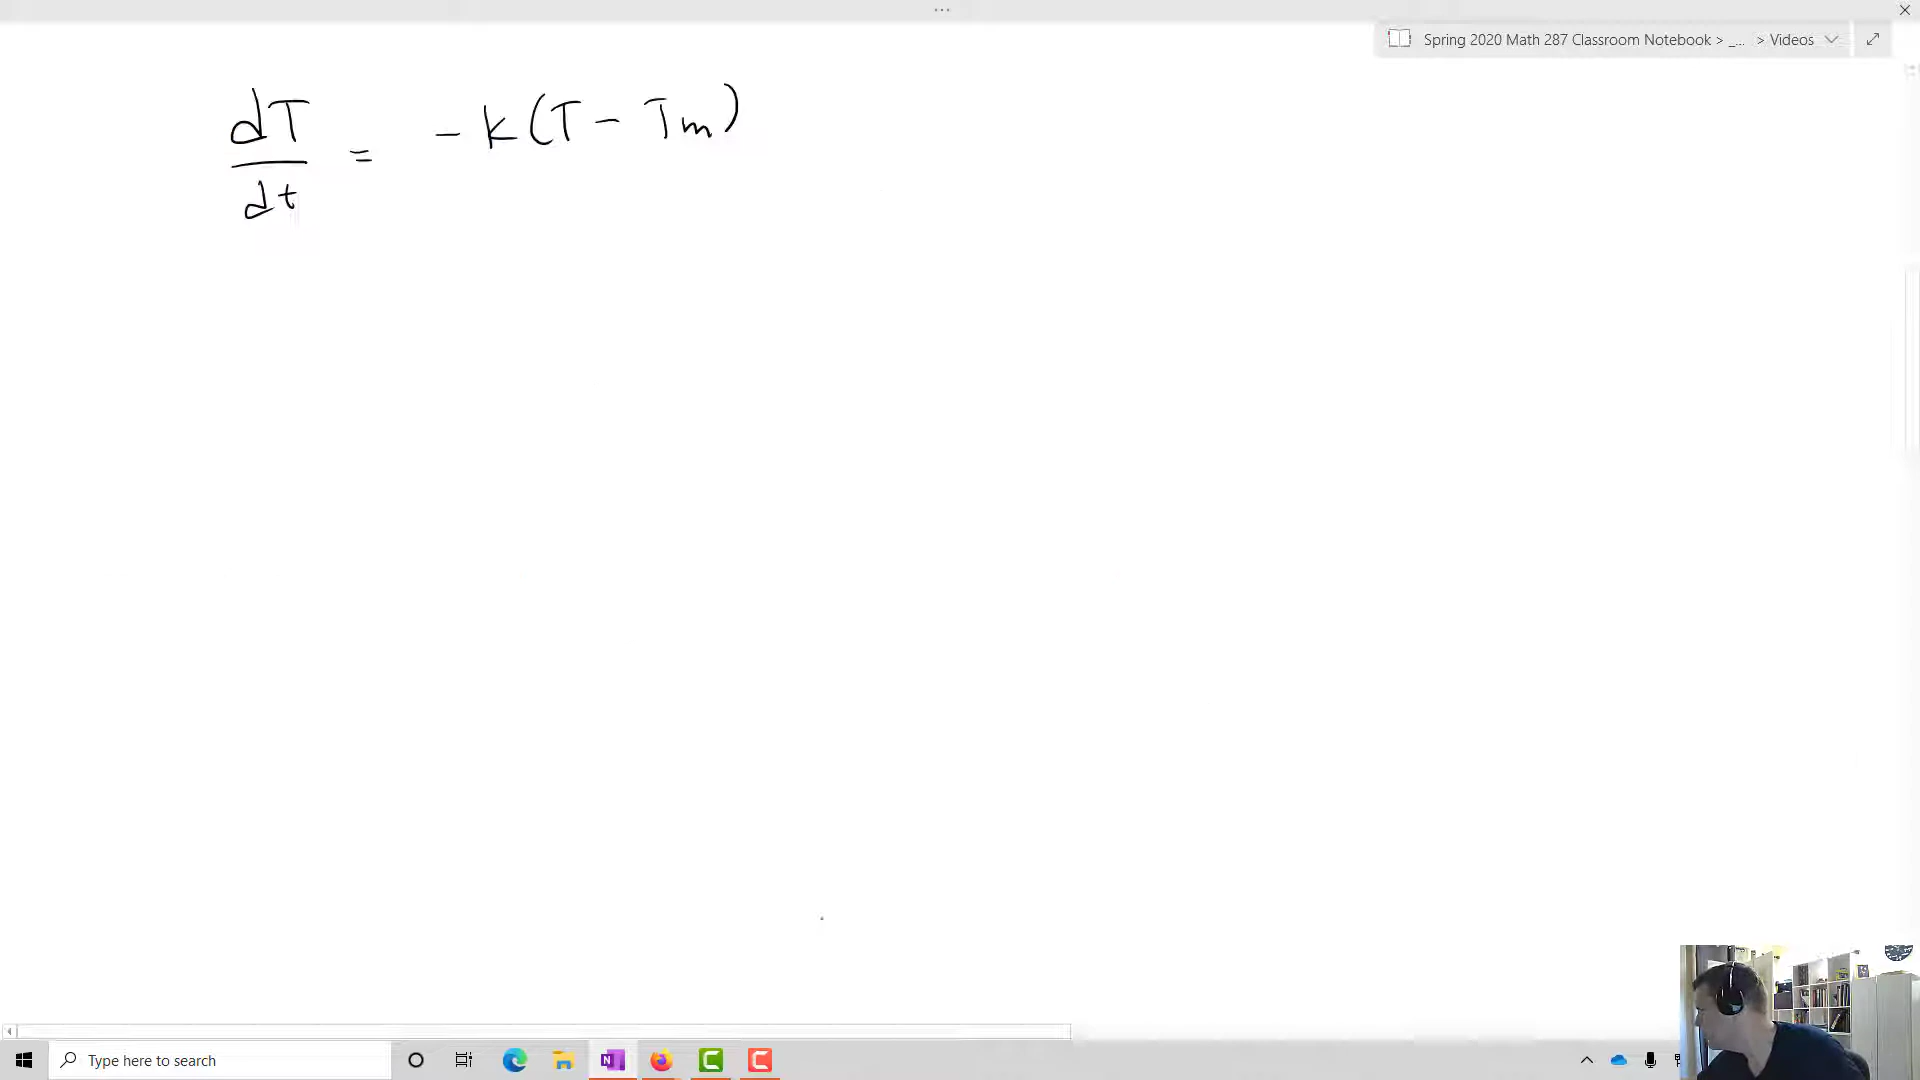 Spring 2020 Math 287 Classroom Notebook > _... > Videos
dT/dt = -k(T - Tm)
Type here to search